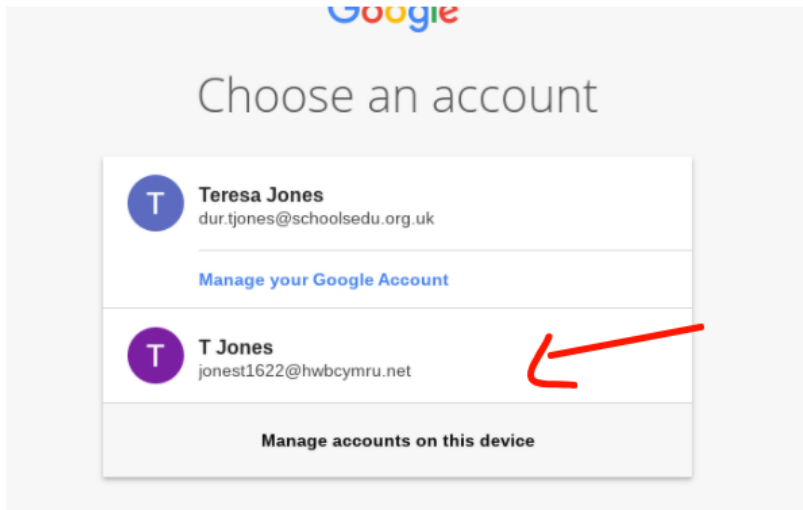 Google
Choose an account
T
Teresa Jones
dur.tjones@schoolsedu.org.uk
Manage your Google Account
T
T Jones
jonest1622@hwbcymru.net
Manage accounts on this device